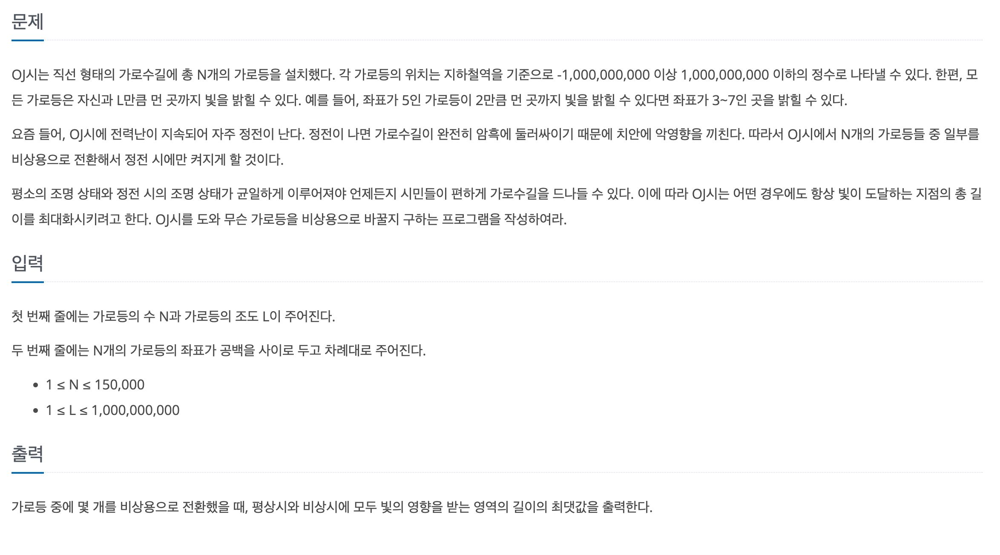 문제
OJ시는 직선 형태의 가로수길에 총 N개의 가로등을 설치했다. 각 가로등의 위치는 지하철역을 기준으로 -1,000,000,000 이상 1,000,000,000 이하의 정수로 나타낼 수 있다. 한편, 모
든 가로등은 자신과 L만큼 먼 곳까지 빛을 밝힐 수 있다. 예를 들어, 좌표가 5인 가로등이 2만큼 먼 곳까지 빛을 밝힐 수 있다면 좌표가 3~7인 곳을 밝힐 수 있다.
요즘 들어, OJ시에 전력난이 지속되어 자주 정전이 난다. 정전이 나면 가로수길이 완전히 암흑에 둘러싸이기 때문에 치안에 악영향을 끼친다. 따라서 OJ시에서 N개의 가로등들 중 일부를
비상용으로 전환해서 정전 시에만 켜지게 할 것이다.
평소의 조명 상태와 정전 시의 조명 상태가 균일하게 이루어져야 언제든지 시민들이 편하게 가로수길을 드나들 수 있다. 이에 따라 OJ시는 어떤 경우에도 항상 빛이 도달하는 지점의 총 길
이를 최대화시키려고 한다. OJ시를 도와 무슨 가로등을 비상용으로 바꿀지 구하는 프로그램을 작성하여라.
입력
첫 번째 줄에는 가로등의 수 N과 가로등의 조도 L이 주어진다.
두 번째 줄에는 N개의 가로등의 좌표가 공백을 사이로 두고 차례대로 주어진다.
• 1 ≤ N ≤ 150,000
• 1 ≤ L ≤ 1,000,000,000
출력
가로등 중에 몇 개를 비상용으로 전환했을 때, 평상시와 비상시에 모두 빛의 영향을 받는 영역의 길이의 최댓값을 출력한다.